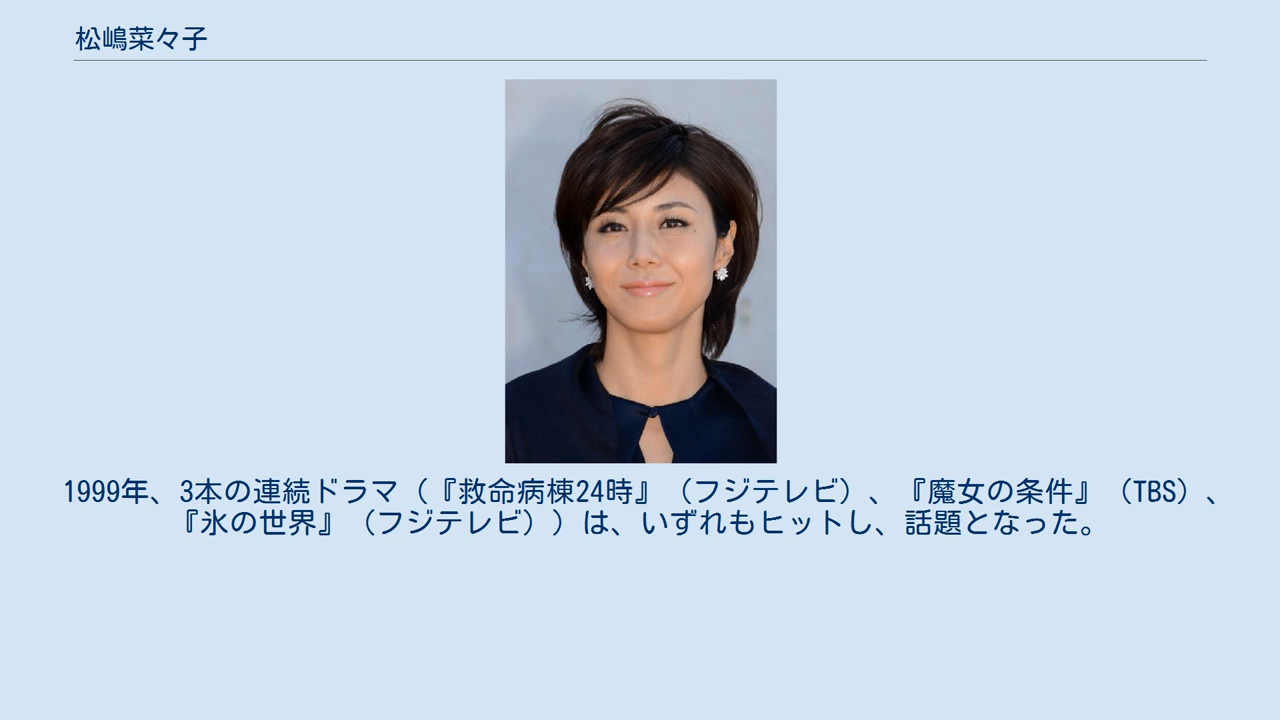 松嶋菜々子
1999年、3本の連続ドラマ（『救命病棟24時』（フジテレビ）、『魔女の条件』（TBS）、
『氷の世界』（フジテレビ））は、いずれもヒットし、話題となった。